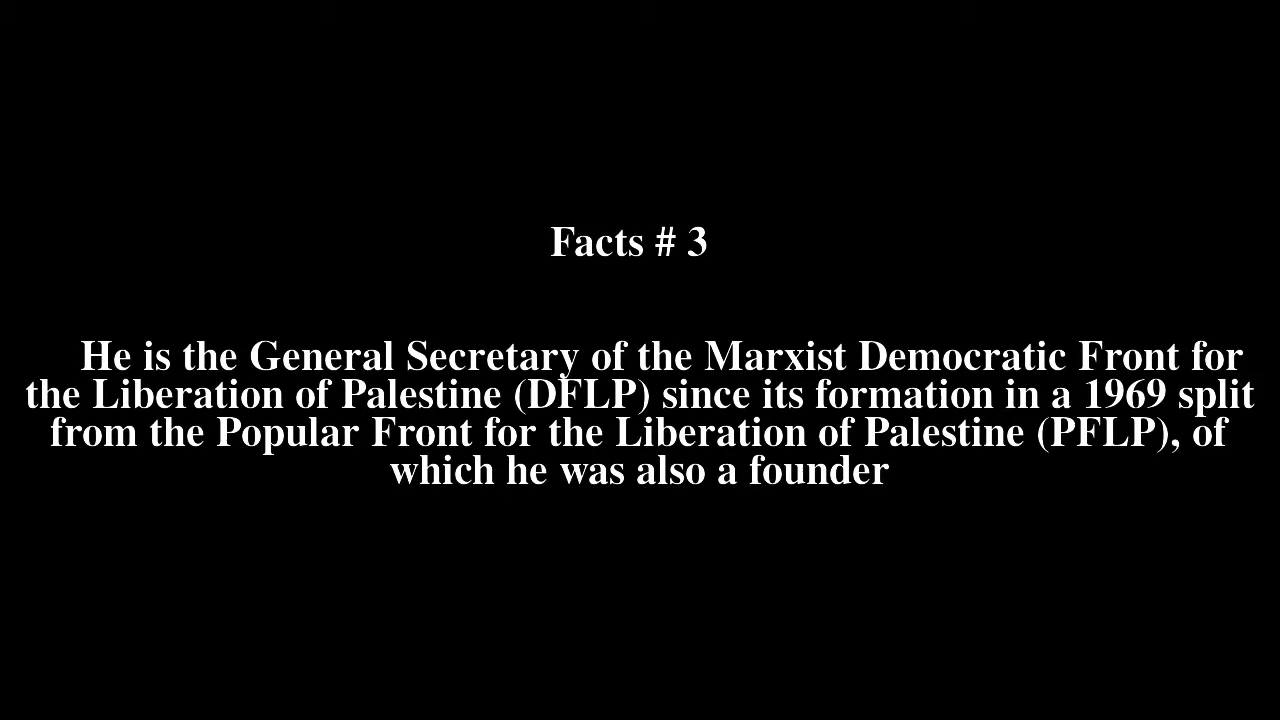 Facts # 3
He is the General Secretary of the Marxist Democratic Front for
the Liberation of Palestine (DFLP) since its formation in a 1969 split
from the Popular Front for the Liberation of Palestine (PFLP), of
which he was also a founder